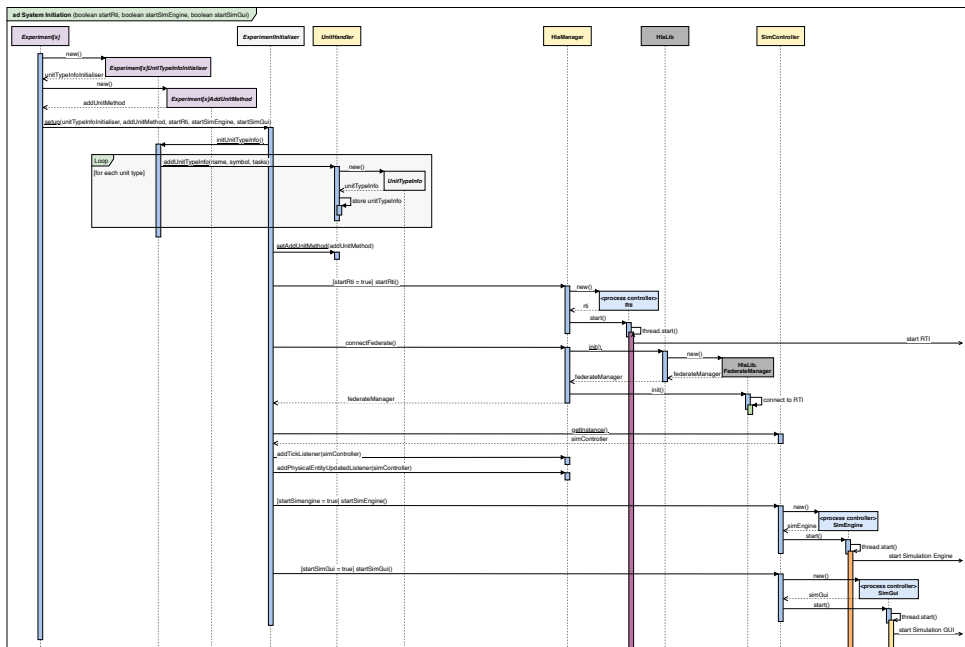 sd System Initiation (boolean startRti, boolean startSimEngine, boolean startSimGui)
Experiment[x]
ExperimentInitialiser
UnitHandler
HlaManager
HlaLib
SimController
new()
Experiment[x]UnitTypeInfoInitialiser
unitTypeInfoInitialiser
new()
Experiment[x]AddUnitMethod
addUnitMethod
setup(unitTypeInfoInitialiser, addUnitMethod, startRti, startSimEngine, startSimGui)
initUnitTypeInfo()
Loop
[for each unit type]
addUnitTypeInfo(name, symbol, tasks)
new()
UnitTypeInfo
unitTypeInfo
store unitTypeInfo
setAddUnitMethod(addUnitMethod)
[startRti = true] startRti()
new()
<process controller>
Rti
rti
start()
thread.start()
start RTI
connectFederate()
init()
new()
HlaLib.
FederateManager
federateManager
federateManager
init()
connect to RTI
federateManager
getInstance()
simController
addTickListener(simController)
addPhysicalEntityUpdatedListener(simController)
[startSimengine = true] startSimEngine()
new()
<process controller>
SimEngine
simEngine
start()
thread.start()
start Simulation Engine
[startSimGui = true] startSimGui()
new()
<process controller>
SimGui
simGui
start()
thread.start()
start Simulation GUI